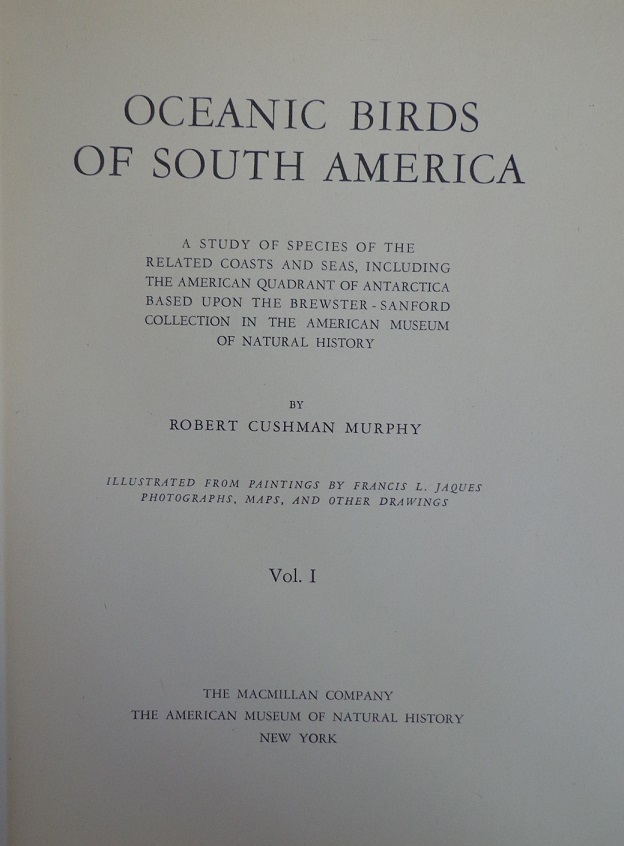 OCEANIC BIRDS
OF SOUTH AMERICA
A STUDY OF SPECIES OF THE
RELATED COASTS AND SEAS, INCLUDING
THE AMERICAN QUADRANT OF ANTARCTICA
BASED UPON THE BREWSTER-SANFORD
COLLECTION IN THE AMERICAN MUSEUM
OF NATURAL HISTORY
BY
ROBERT CUSHMAN MURPHY
ILLUSTRATED FROM PAINTINGS BY FRANCIS L. JAQUES
PHOTOGRAPHS, MAPS, AND OTHER DRAWINGS
Vol. I
THE MACMILLAN COMPANY
THE AMERICAN MUSEUM OF NATURAL HISTORY
NEW YORK